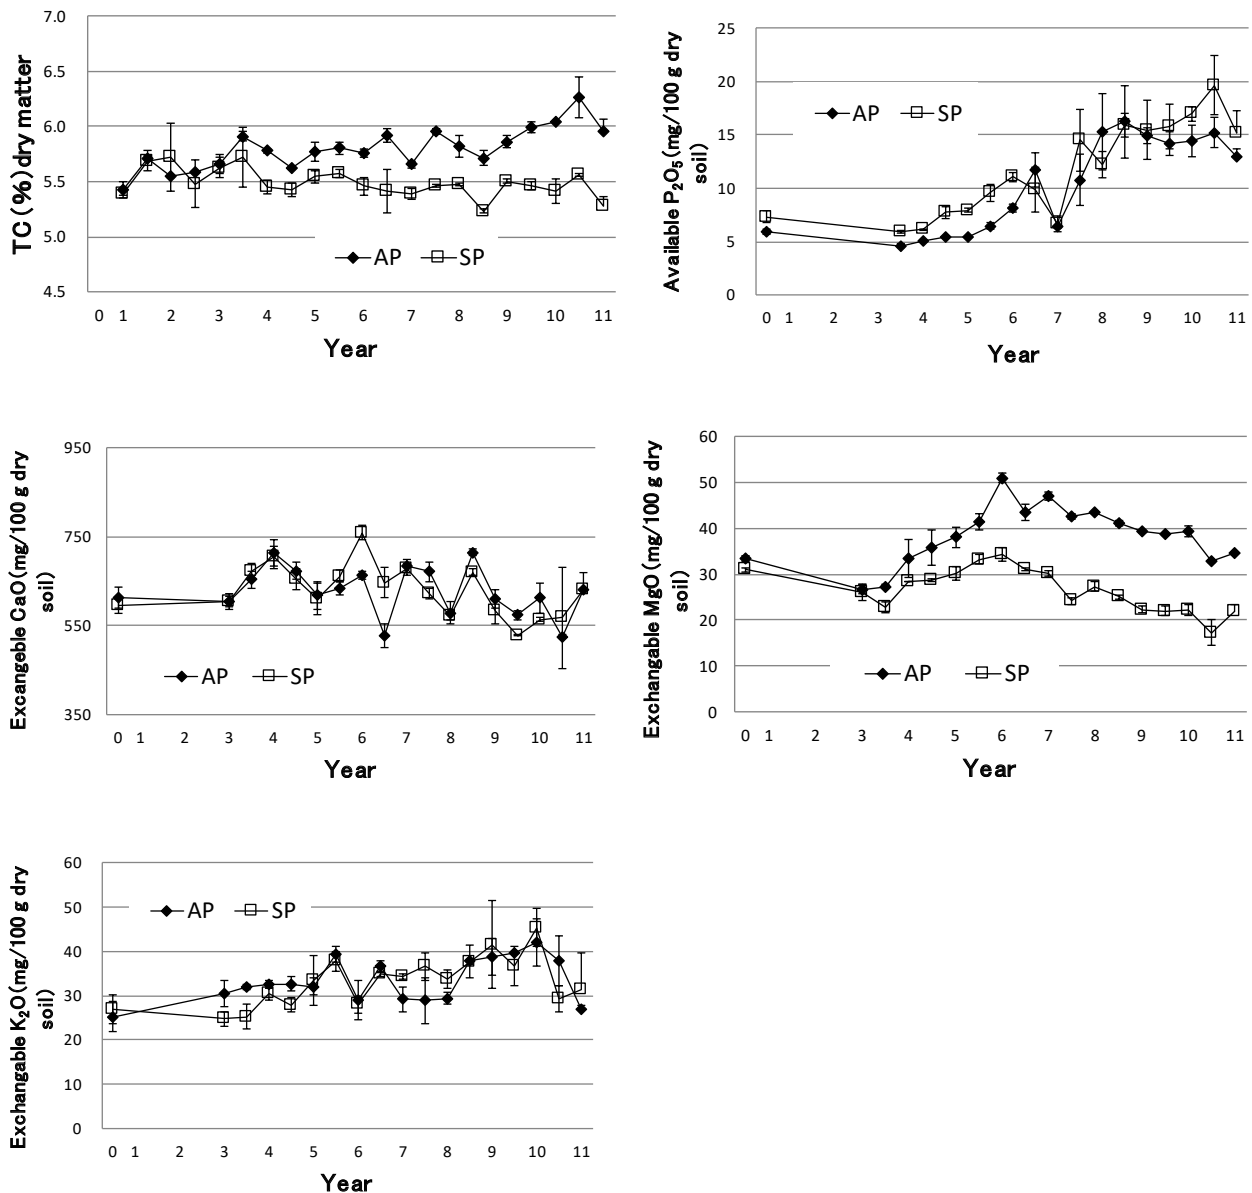 7.0
6.5
6.0
5.5
5.0
4.5
TC(%)dry matter
AP SP
0 1 2 3 4 5 6 7 8 9 10 11
Year
25
20
15
10
5
0
Available P₂O₅(mg/100 g dry
soil)
AP SP
0 1 2 3 4 5 6 7 8 9 10 11
Year
950
750
550
350
Excangeble CaO(mg/100 g dry
soil)
AP SP
0 1 2 3 4 5 6 7 8 9 10 11
Year
60
50
40
30
20
10
0
Exchangable MgO(mg/100 g dry
soil)
AP SP
0 1 2 3 4 5 6 7 8 9 10 11
Year
60
50
40
30
20
10
0
Exchangable K₂O(mg/100 g dry
soil)
AP SP
0 1 2 3 4 5 6 7 8 9 10 11
Year